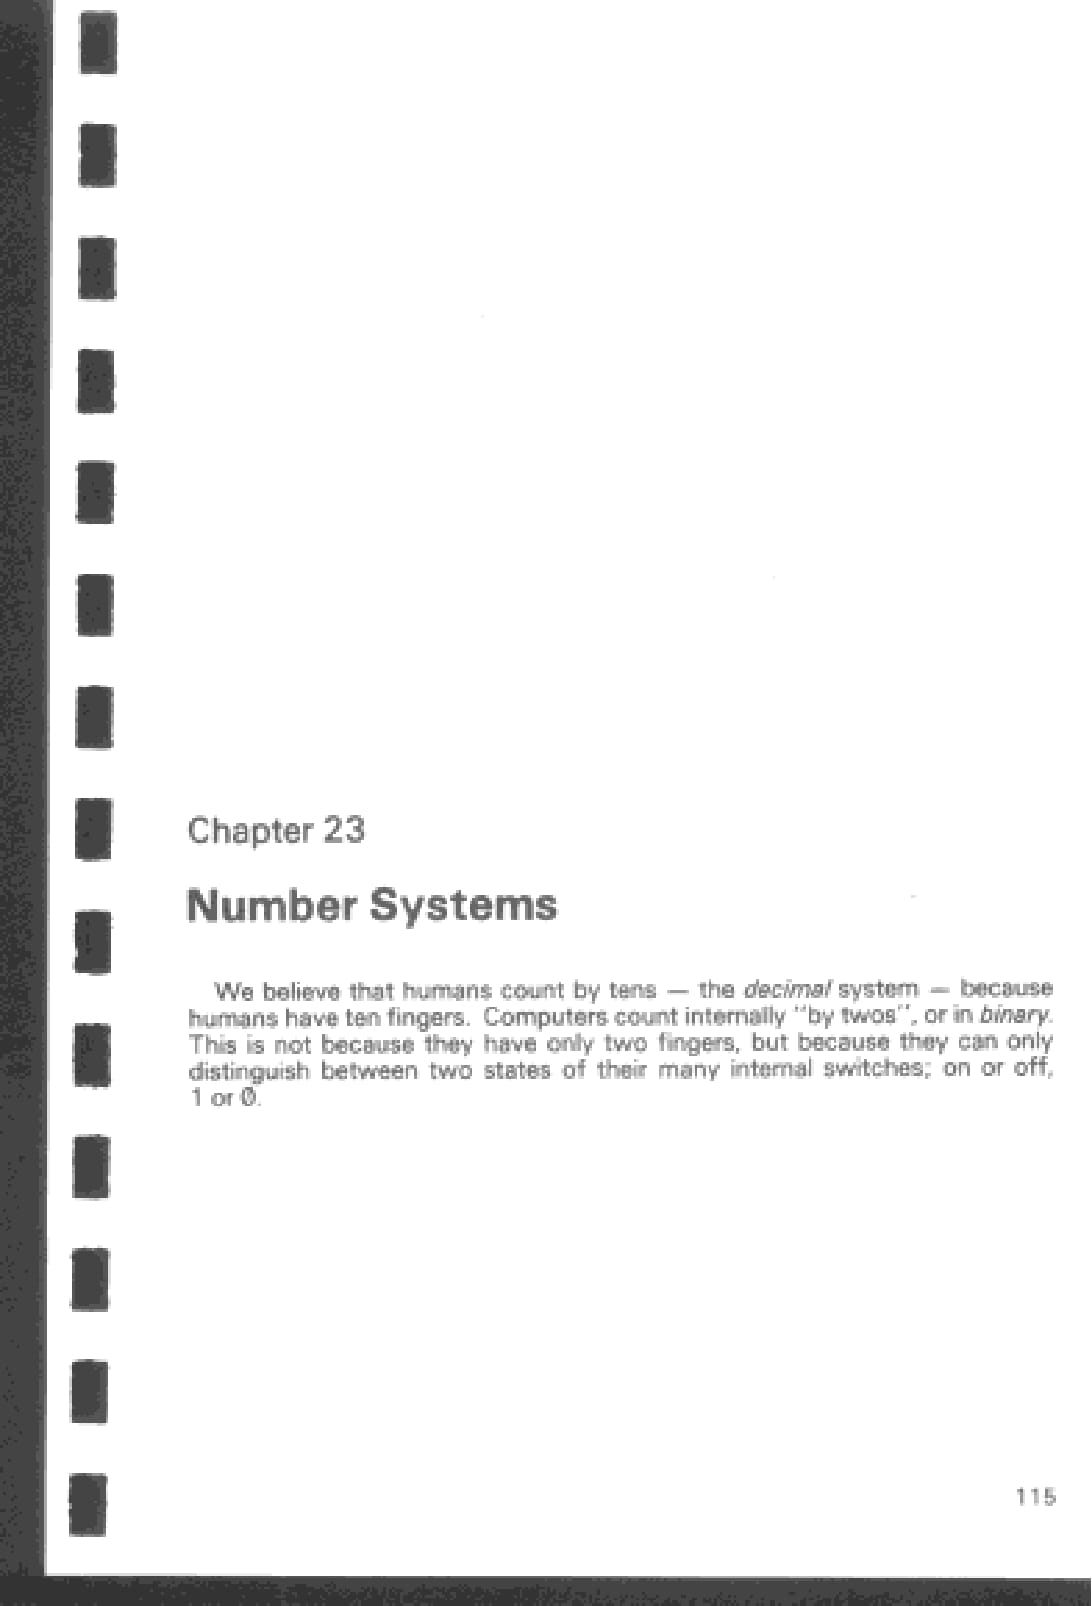 Chapter 23
Number Systems
We believe that humans count by tens — the decimal system — because
humans have ten fingers. Computers count internally "by twos", or in binary.
This is not because they have only two fingers, but because they can only
distinguish between two states of their many internal switches; on or off,
1 or 0.
115